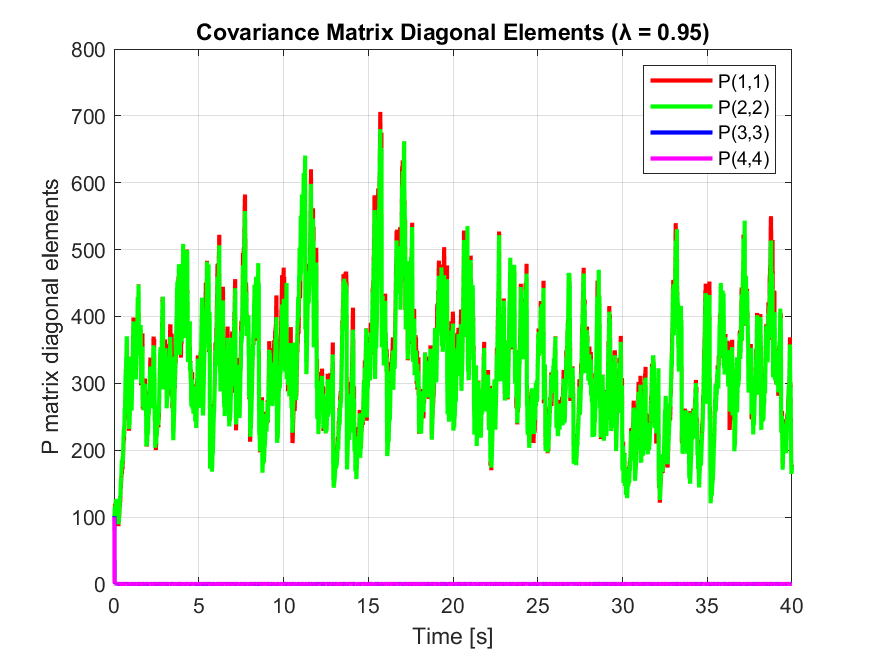 Covariance Matrix Diagonal Elements (λ = 0.95)
800
700
600
500
400
300
200
100
0
P matrix diagonal elements
P(1,1)
P(2,2)
P(3,3)
P(4,4)
0 5 10 15 20 25 30 35 40
Time [s]